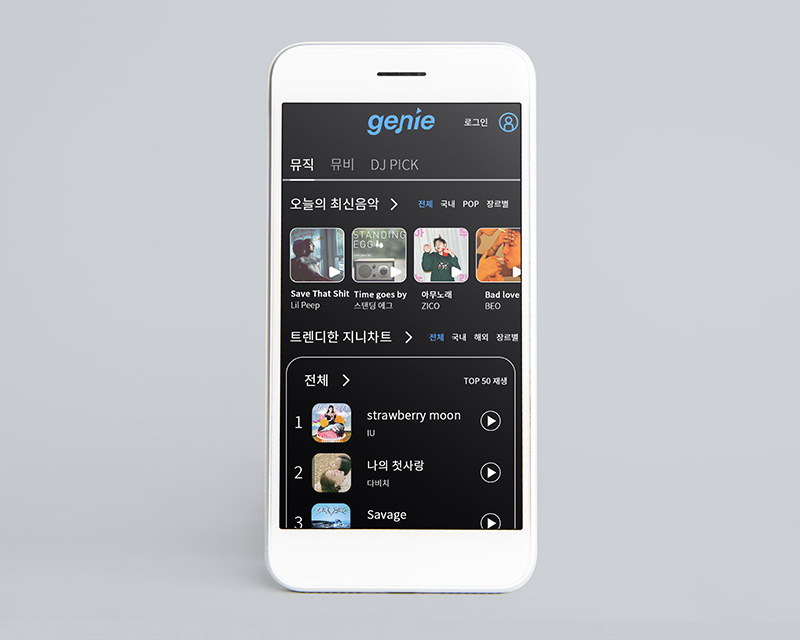 genie
로그인
뮤직 뮤비 DJ PICK
오늘의 최신음악 > 전체 국내 POP 장르별
STANDING
EGG
Save That Shit Time goes by 아무노래 Bad love
Lil Peep 스탠딩 에그 ZICO BEO
트렌디한 지니차트 > 전체 국내 해외 장르별
전체 > TOP 50 재생
1 strawberry moon
IU
2 나의 첫사랑
다비치
3 Savage